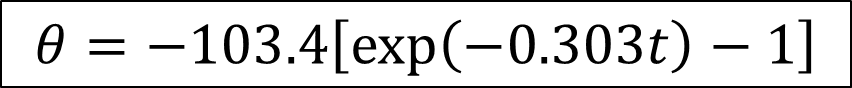 θ = −103.4[exp(−0.303t) − 1]